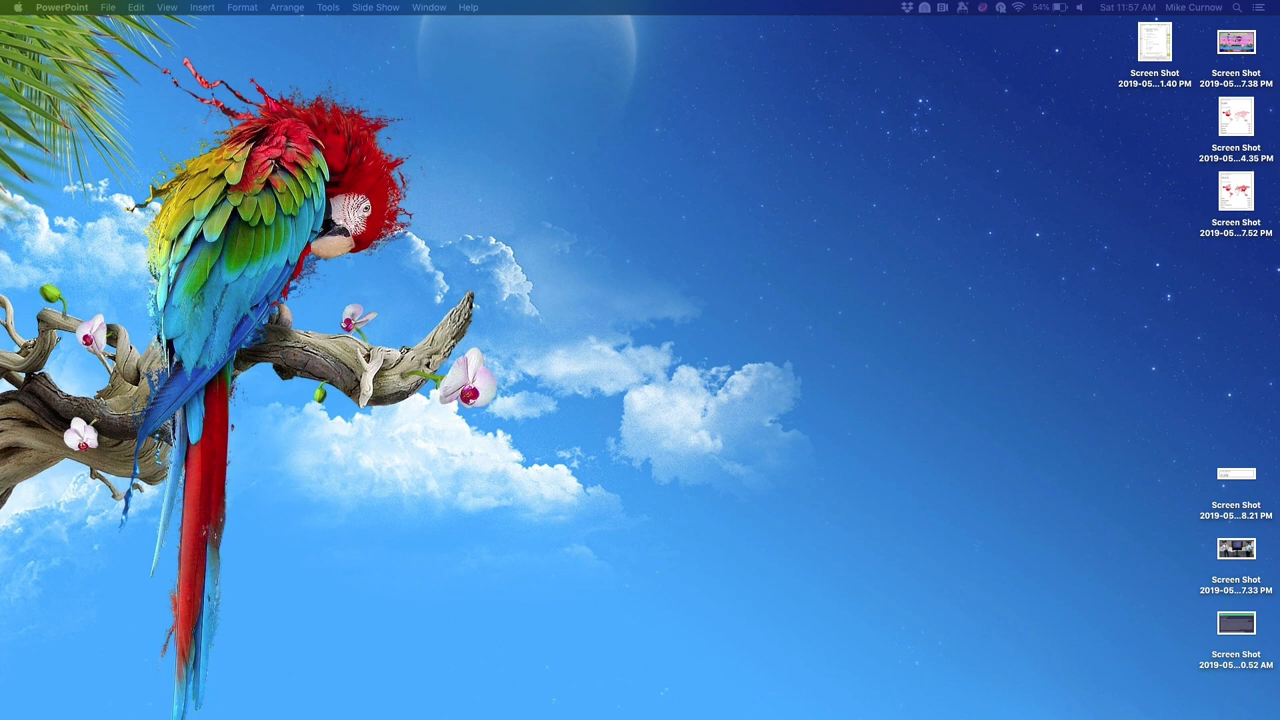 PowerPoint File Edit View Insert Format Arrange Tools Slide Show Window Help 54% Sat 11:57 AM Mike Curnow
Screen Shot
2019-05...1.40 PM
Screen Shot
2019-05...7.38 PM
Screen Shot
2019-05...4.35 PM
Screen Shot
2019-05...7.52 PM
Screen Shot
2019-05...8.21 PM
Screen Shot
2019-05...7.33 PM
Screen Shot
2019-05...0.52 AM